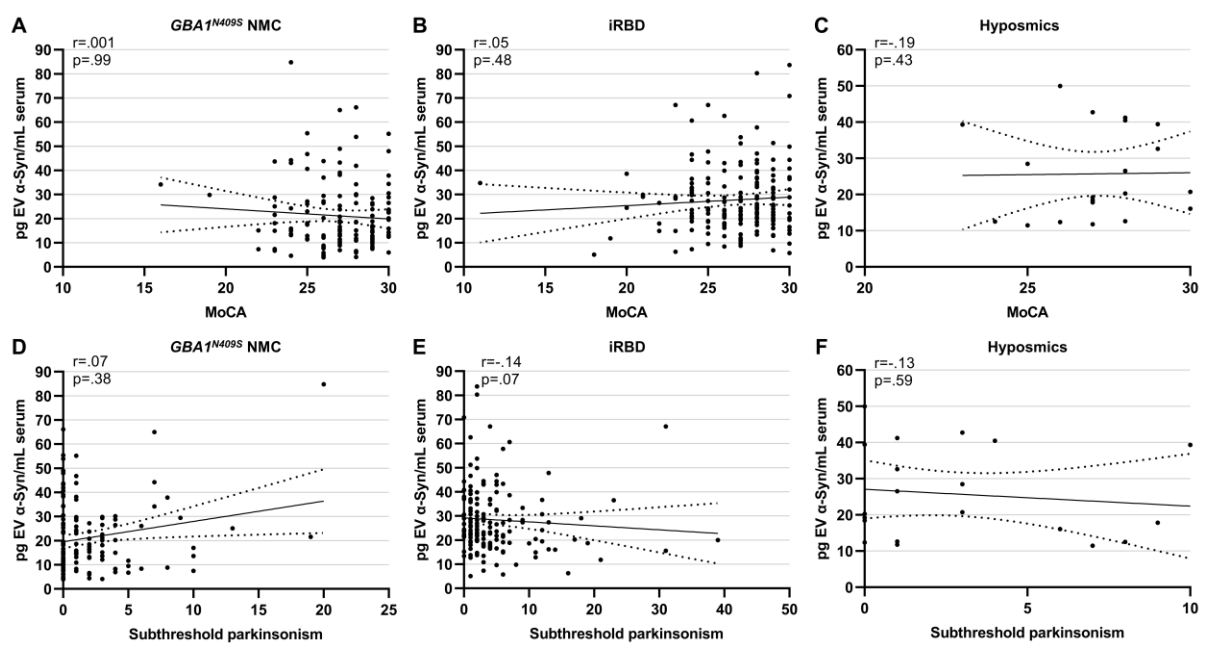 A
GBA1N409S NMC
r=.001
p=.99
pg EV α-Syn/mL serum
90
80
70
60
50
40
30
20
10
0
10 15 20 25 30
MoCA
B
iRBD
r=.05
p=.48
pg EV α-Syn/mL serum
90
80
70
60
50
40
30
20
10
0
10 15 20 25 30
MoCA
C
Hyposmics
r=-.19
p=.43
pg EV α-Syn/mL serum
60
50
40
30
20
10
0
20 25 30
MoCA
D
GBA1N409S NMC
r=.07
p=.38
pg EV α-Syn/mL serum
90
80
70
60
50
40
30
20
10
0
0 5 10 15 20 25
Subthreshold parkinsonism
E
iRBD
r=-.14
p=.07
pg EV α-Syn/mL serum
90
80
70
60
50
40
30
20
10
0
0 10 20 30 40 50
Subthreshold parkinsonism
F
Hyposmics
r=-.13
p=.59
pg EV α-Syn/mL serum
60
50
40
30
20
10
0
0 5 10
Subthreshold parkinsonism